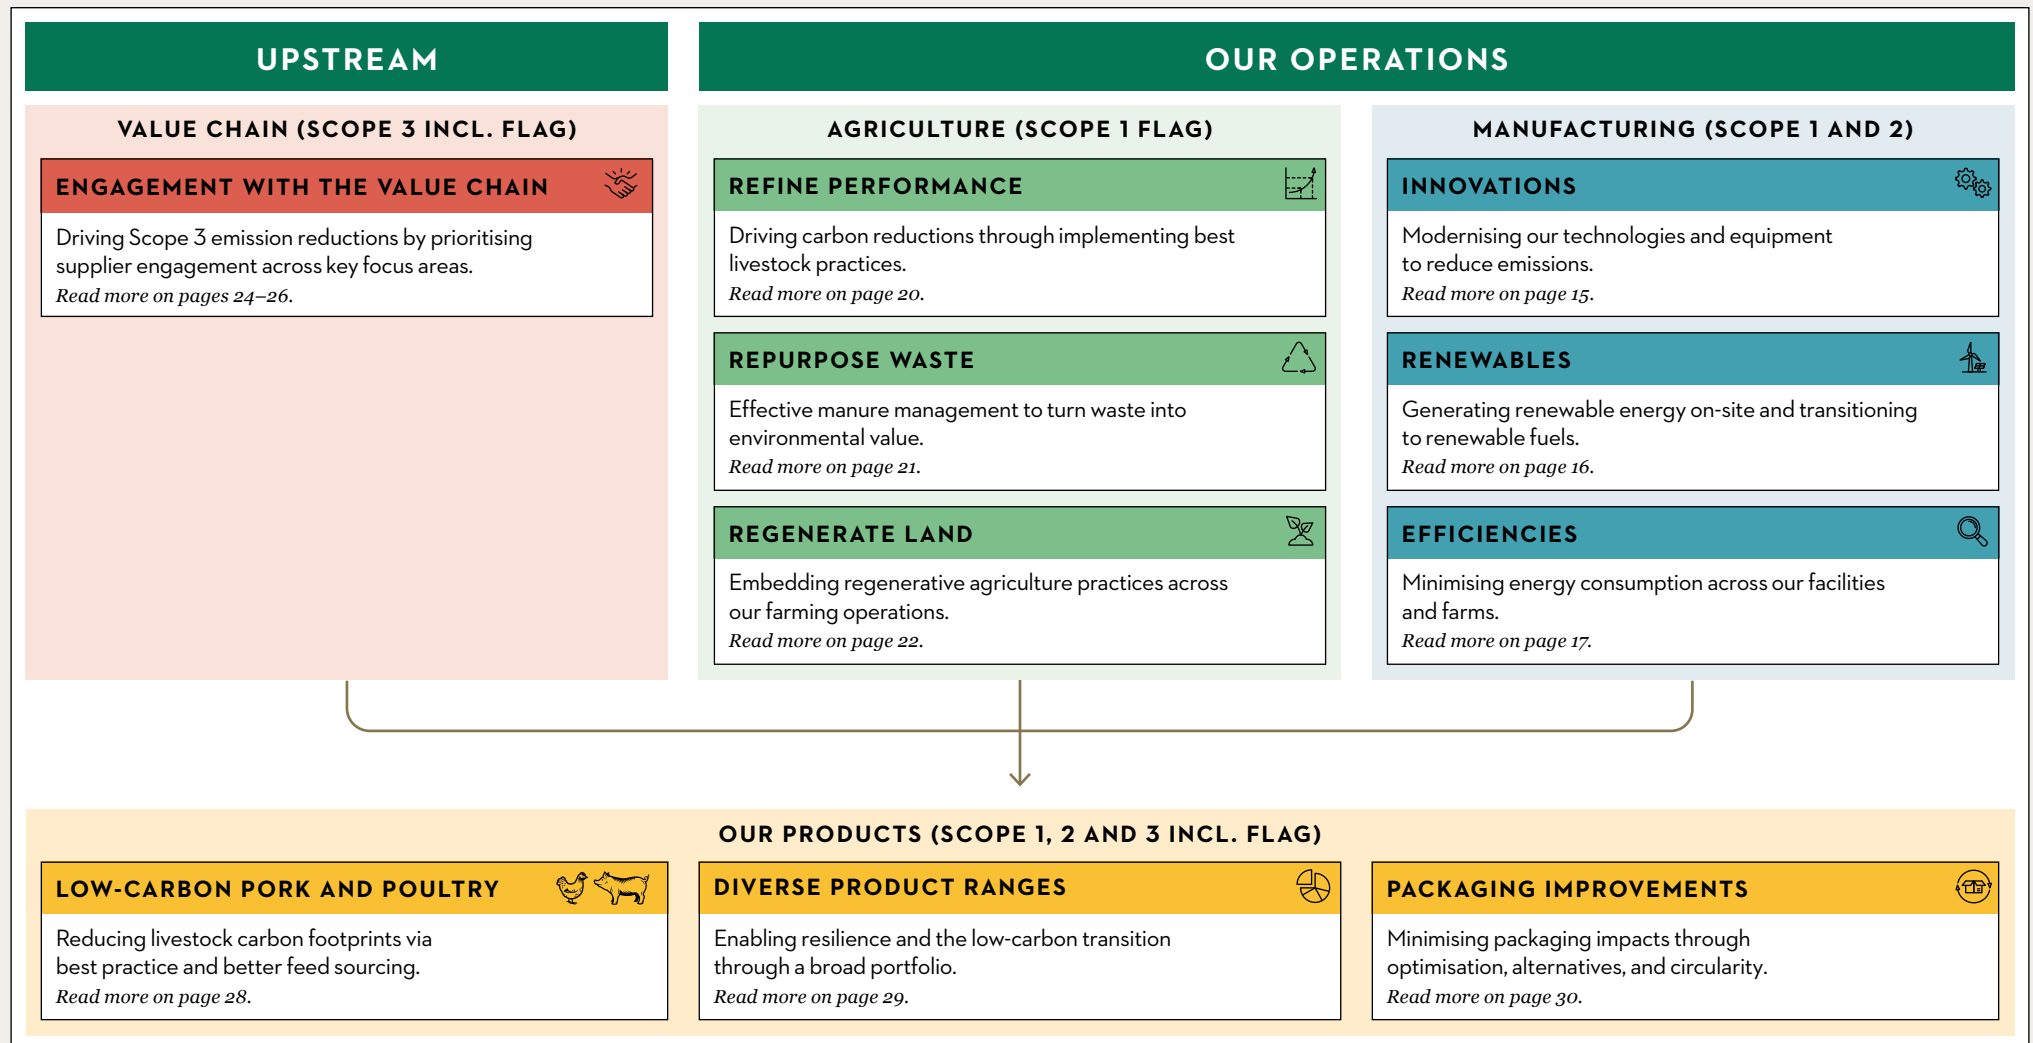 UPSTREAM
OUR OPERATIONS
VALUE CHAIN (SCOPE 3 INCL. FLAG)
ENGAGEMENT WITH THE VALUE CHAIN
Driving Scope 3 emission reductions by prioritising
supplier engagement across key focus areas.
Read more on pages 24–26.
AGRICULTURE (SCOPE 1 FLAG)
REFINE PERFORMANCE
Driving carbon reductions through implementing best
livestock practices.
Read more on page 20.
REPURPOSE WASTE
Effective manure management to turn waste into
environmental value.
Read more on page 21.
REGENERATE LAND
Embedding regenerative agriculture practices across
our farming operations.
Read more on page 22.
MANUFACTURING (SCOPE 1 AND 2)
INNOVATIONS
Modernising our technologies and equipment
to reduce emissions.
Read more on page 15.
RENEWABLES
Generating renewable energy on-site and transitioning
to renewable fuels.
Read more on page 16.
EFFICIENCIES
Minimising energy consumption across our facilities
and farms.
Read more on page 17.
OUR PRODUCTS (SCOPE 1, 2 AND 3 INCL. FLAG)
LOW-CARBON PORK AND POULTRY
Reducing livestock carbon footprints via
best practice and better feed sourcing.
Read more on page 28.
DIVERSE PRODUCT RANGES
Enabling resilience and the low-carbon transition
through a broad portfolio.
Read more on page 29.
PACKAGING IMPROVEMENTS
Minimising packaging impacts through
optimisation, alternatives, and circularity.
Read more on page 30.